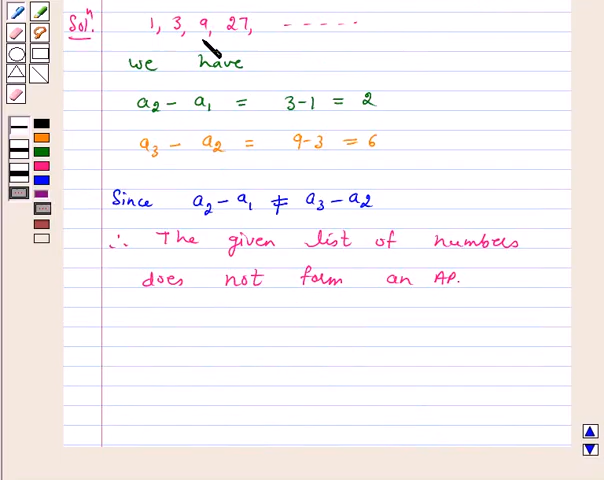 Solⁿ. 1, 3, 9, 27, ------
we have
a₂ - a₁ = 3-1 = 2
a₃ - a₂ = 9-3 = 6
Since a₂ - a₁ ≠ a₃ - a₂
∴ The given list of numbers
does not form an AP.